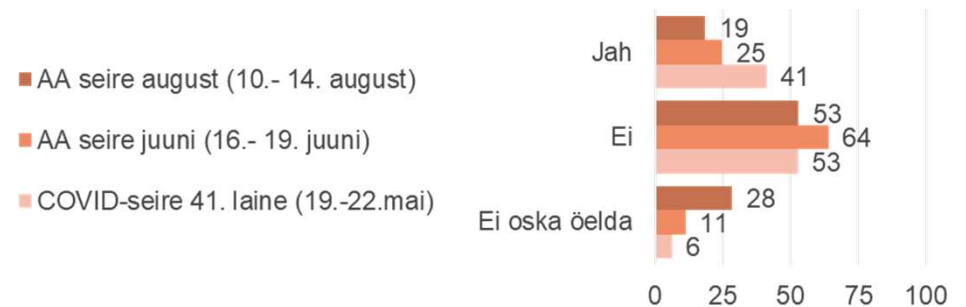 AA seire august (10.- 14. august)
AA seire juuni (16.- 19. juuni)
COVID-seire 41. laine (19.-22.mai)
Jah
19
25
41
Ei
53
64
53
Ei oska öelda
28
11
6
0 25 50 75 100